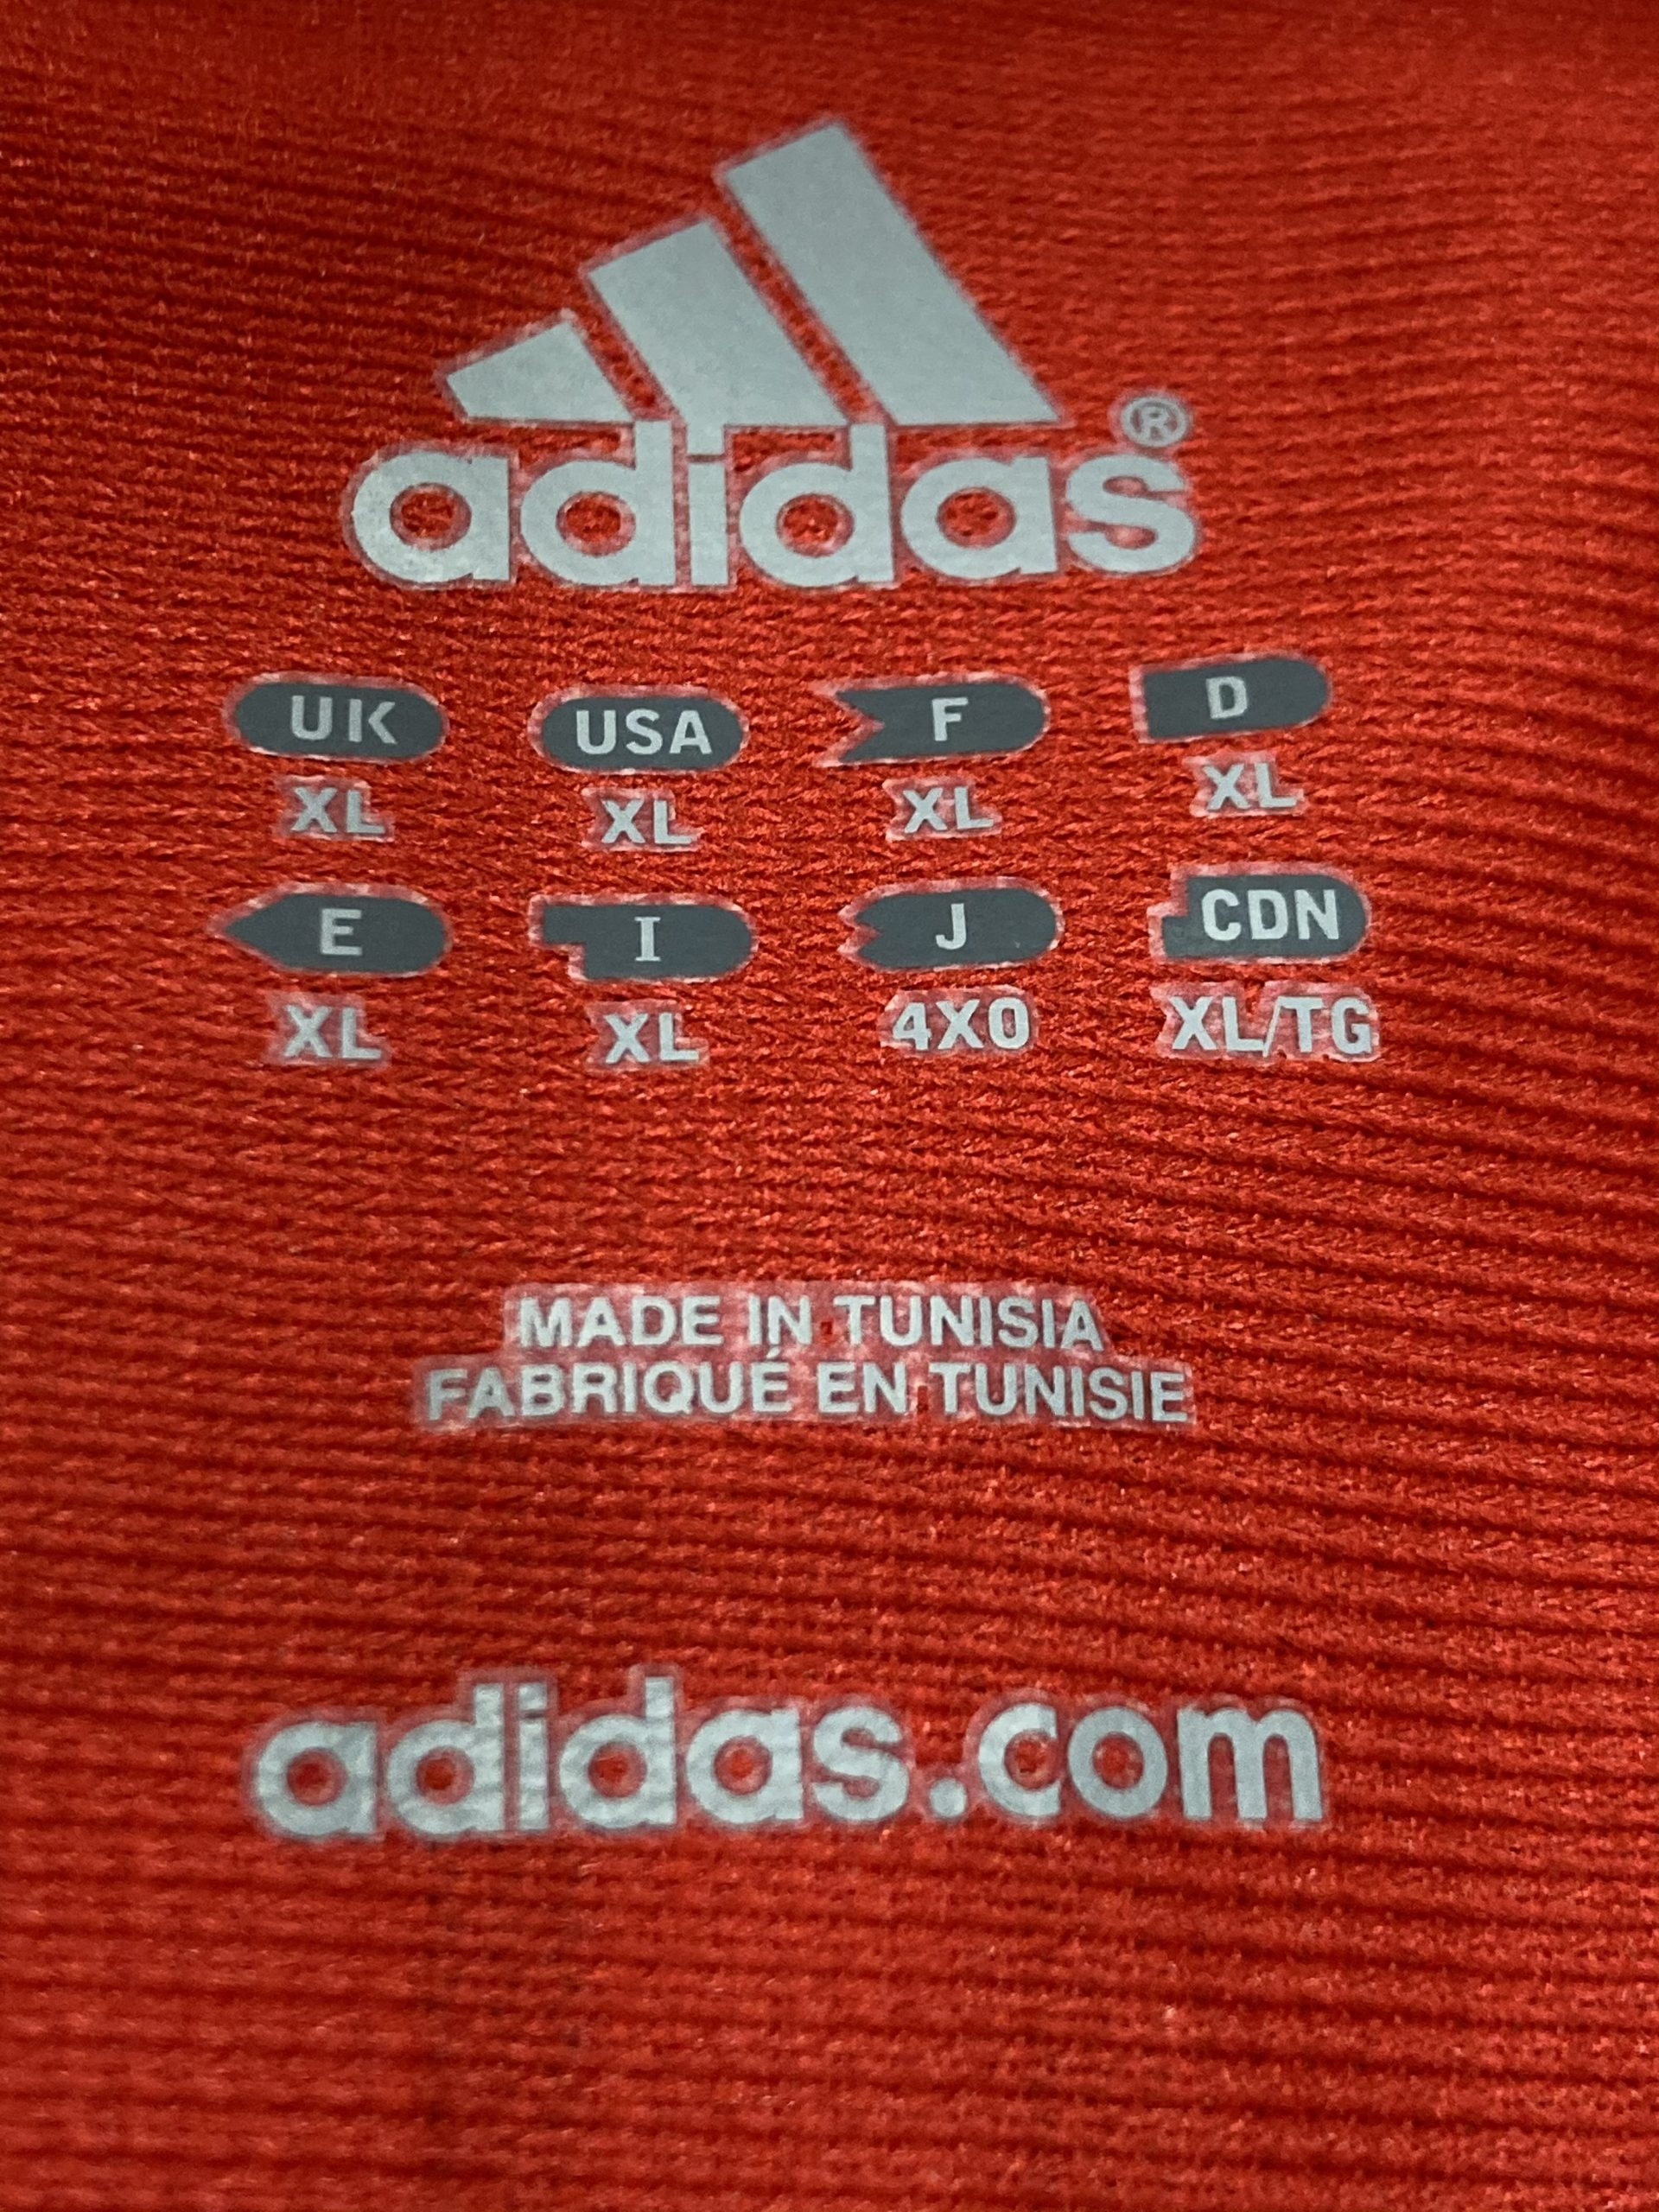 adidas®
UK USA F D
XL XL XL XL
E I J CDN
XL XL 4XO XL/TG
MADE IN TUNISIA
FABRIQUÉ EN TUNISIE
adidas.com